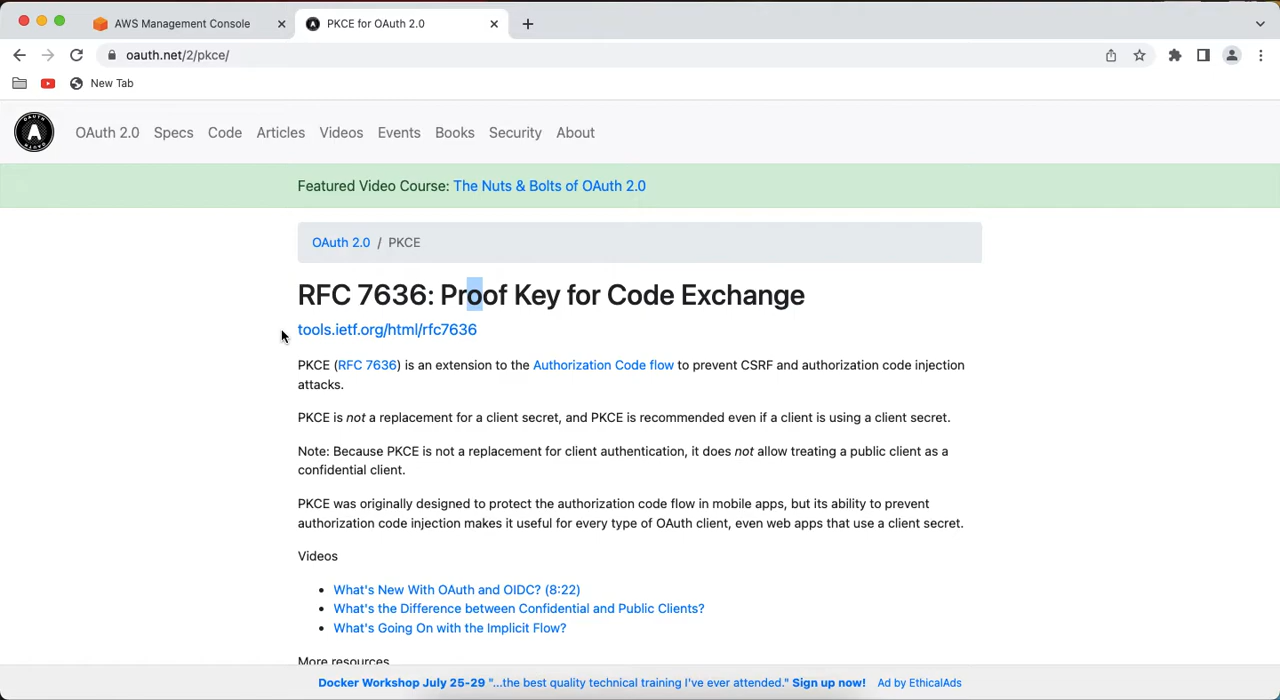 AWS Management Console
PKCE for OAuth 2.0
oauth.net/2/pkce/
New Tab
OAUTH A OAUTH
OAuth 2.0 Specs Code Articles Videos Events Books Security About
Featured Video Course: The Nuts & Bolts of OAuth 2.0
OAuth 2.0 / PKCE
RFC 7636: Proof Key for Code Exchange
tools.ietf.org/html/rfc7636
PKCE (RFC 7636) is an extension to the Authorization Code flow to prevent CSRF and authorization code injection
attacks.
PKCE is not a replacement for a client secret, and PKCE is recommended even if a client is using a client secret.
Note: Because PKCE is not a replacement for client authentication, it does not allow treating a public client as a
confidential client.
PKCE was originally designed to protect the authorization code flow in mobile apps, but its ability to prevent
authorization code injection makes it useful for every type of OAuth client, even web apps that use a client secret.
Videos
What's New With OAuth and OIDC? (8:22)
What's the Difference between Confidential and Public Clients?
What's Going On with the Implicit Flow?
More resources
Docker Workshop July 25-29 "...the best quality technical training I've ever attended." Sign up now! Ad by EthicalAds